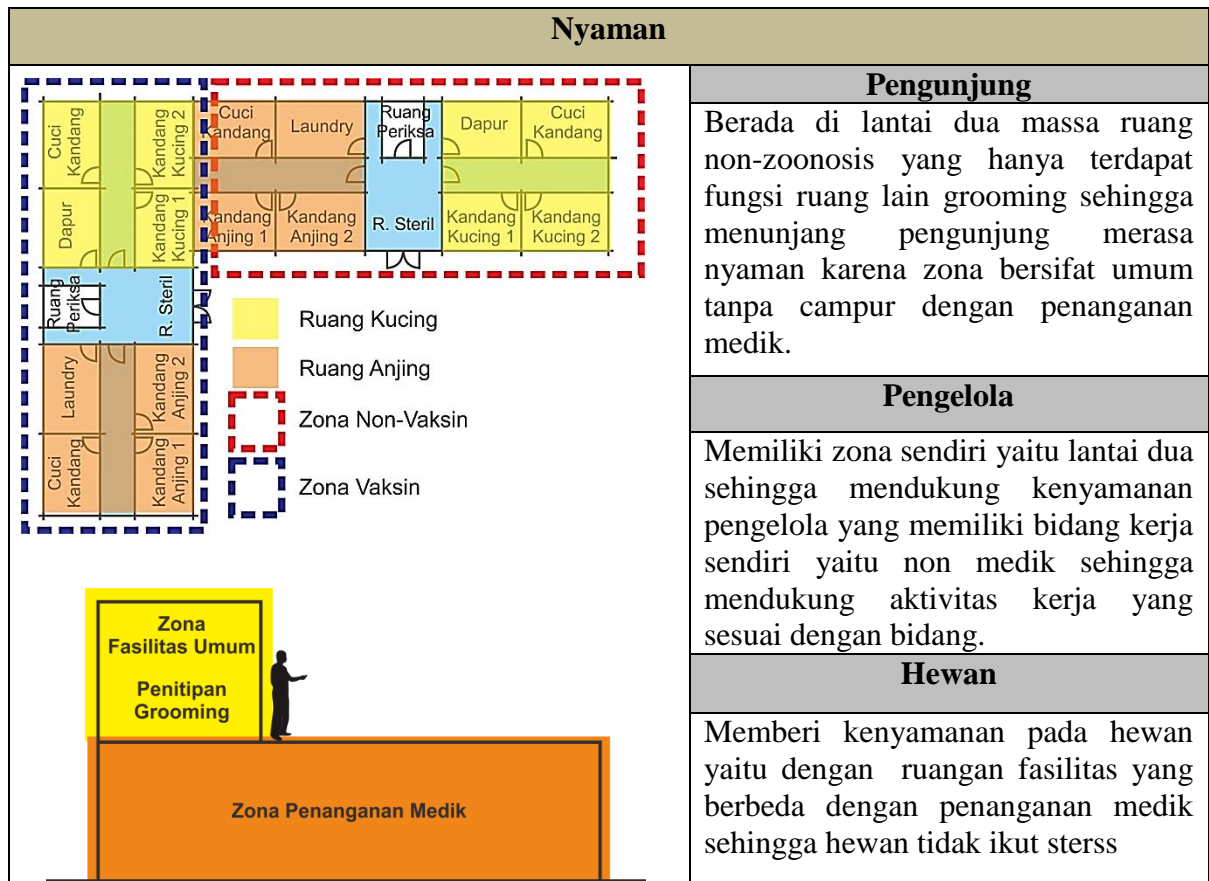 Nyaman
Cuci
Kandang
Kandang
Kucing 2
Dapur
Kandang
Kucing 1
Ruang
Periksa
R. Steril
Laundry
Kandang
Anjing 2
Cuci
Kandang
Kandang
Anjing 1
Cuci
Kandang
Laundry
Ruang
Periksa
Dapur
Cuci
Kandang
Kandang
Anjing 1
Kandang
Anjing 2
R. Steril
Kandang
Kucing 1
Kandang
Kucing 2
Ruang Kucing
Ruang Anjing
Zona Non-Vaksin
Zona Vaksin
Zona
Fasilitas Umum
Penitipan
Grooming
Zona Penanganan Medik
Pengunjung
Berada di lantai dua massa ruang
non-zoonosis yang hanya terdapat
fungsi ruang lain grooming sehingga
menunjang pengunjung merasa
nyaman karena zona bersifat umum
tanpa campur dengan penanganan
medik.
Pengelola
Memiliki zona sendiri yaitu lantai dua
sehingga mendukung kenyamanan
pengelola yang memiliki bidang kerja
sendiri yaitu non medik sehingga
mendukung aktivitas kerja yang
sesuai dengan bidang.
Hewan
Memberi kenyamanan pada hewan
yaitu dengan ruangan fasilitas yang
berbeda dengan penanganan medik
sehingga hewan tidak ikut sterss